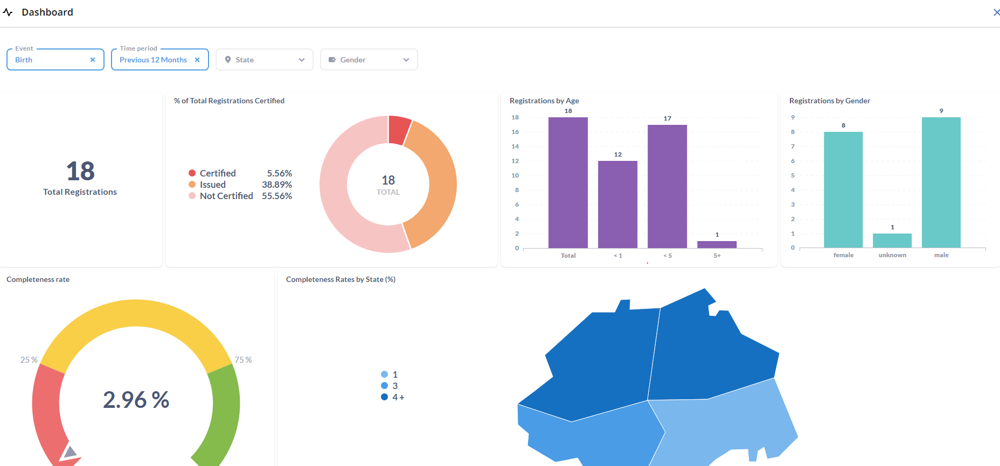 Dashboard
Event
Birth
Time period
Previous 12 Months
State
Gender
18
Total Registrations
% of Total Registrations Certified
Certified 5.56%
Issued 38.89%
Not Certified 55.56%
18
TOTAL
Registrations by Age
18
16
14
12
10
8
6
4
2
0
18
12
17
1
Total
< 1
< 5
5+
Registrations by Gender
9
8
7
6
5
4
3
2
1
0
8
1
9
female
unknown
male
Completeness rate
25 %
75 %
2.96 %
Completeness Rates by State (%)
1
3
4 +